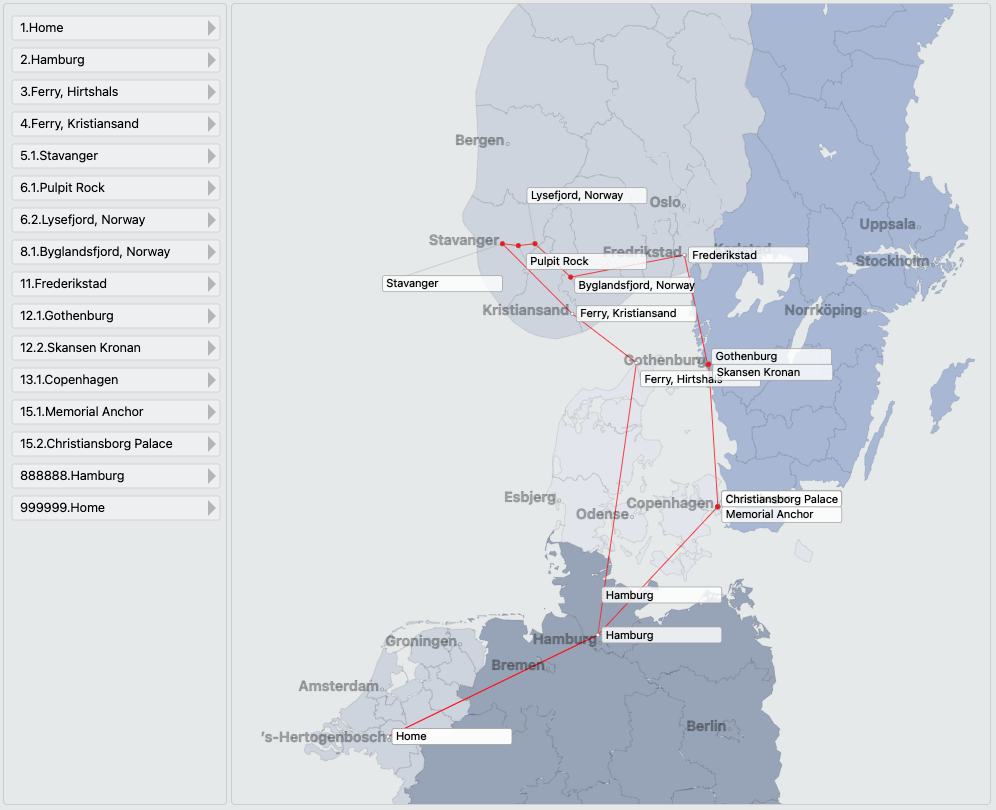 1.Home
2.Hamburg
3.Ferry, Hirtshals
4.Ferry, Kristiansand
5.1.Stavanger
6.1.Pulpit Rock
6.2.Lysefjord, Norway
8.1.Byglandsfjord, Norway
11.Frederikstad
12.1.Gothenburg
12.2.Skansen Kronan
13.1.Copenhagen
15.1.Memorial Anchor
15.2.Christiansborg Palace
888888.Hamburg
999999.Home
Bergen
Lysefjord, Norway
Oslo
Uppsala
Stavanger
Fredrikstad
Karlstad
Frederikstad
Pulpit Rock
Stockholm
Stavanger
Byglandsfjord, Norway
Kristiansand
Ferry, Kristiansand
Norrköping
Gothenburg
Gothenburg
Skansen Kronan
Ferry, Hirtshals
Esbjerg
Copenhagen
Christiansborg Palace
Odense
Memorial Anchor
Hamburg
Groningen
Hamburg
Hamburg
Bremen
Amsterdam
Berlin
's-Hertogenbosch
Home